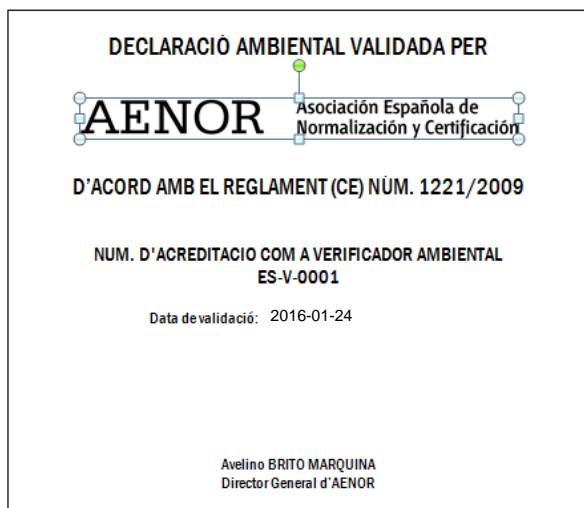 DECLARACIÓ AMBIENTAL VALIDADA PER
AENOR
Asociación Española de
Normalización y Certificación
D'ACORD AMB EL REGLAMENT (CE) NÚM. 1221/2009
NUM. D'ACREDITACIO COM A VERIFICADOR AMBIENTAL
ES-V-0001
Data de validació: 2016-01-24
Avelino BRITO MARQUINA
Director General d'AENOR